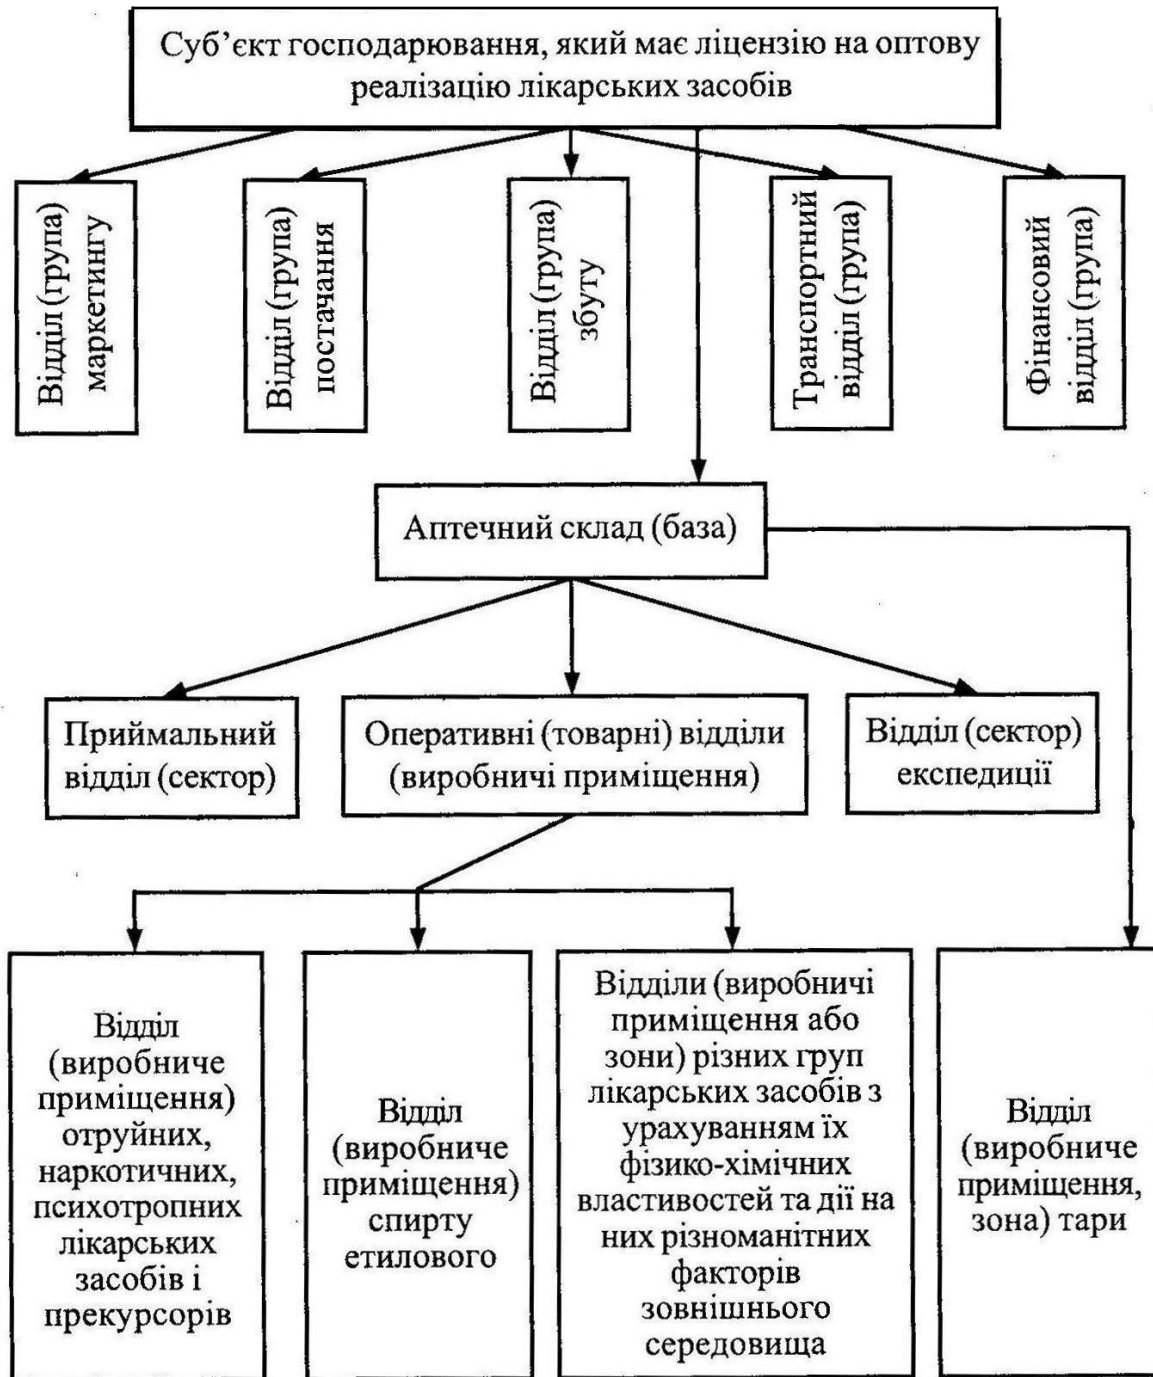 Суб’єкт господарювання, який має ліцензію на оптову
реалізацію лікарських засобів
Відділ (група)
маркетингу
Відділ (група)
постачання
Відділ (група)
збуту
Транспортний
відділ (група)
Фінансовий
відділ (група)
Аптечний склад (база)
Приймальний
відділ (сектор)
Оперативні (товарні) відділи
(виробничі приміщення)
Відділ (сектор)
експедиції
Відділ
(виробниче
приміщення)
отруйних,
наркотичних,
психотропних
лікарських
засобів і
прекурсорів
Відділ
(виробниче
приміщення)
спирту
етилового
Відділи (виробничі
приміщення або
зони) різних груп
лікарських засобів з
урахуванням їх
фізико-хімічних
властивостей та дії на
них різноманітних
факторів
зовнішнього
середовища
Відділ
(виробниче
приміщення,
зона) тари